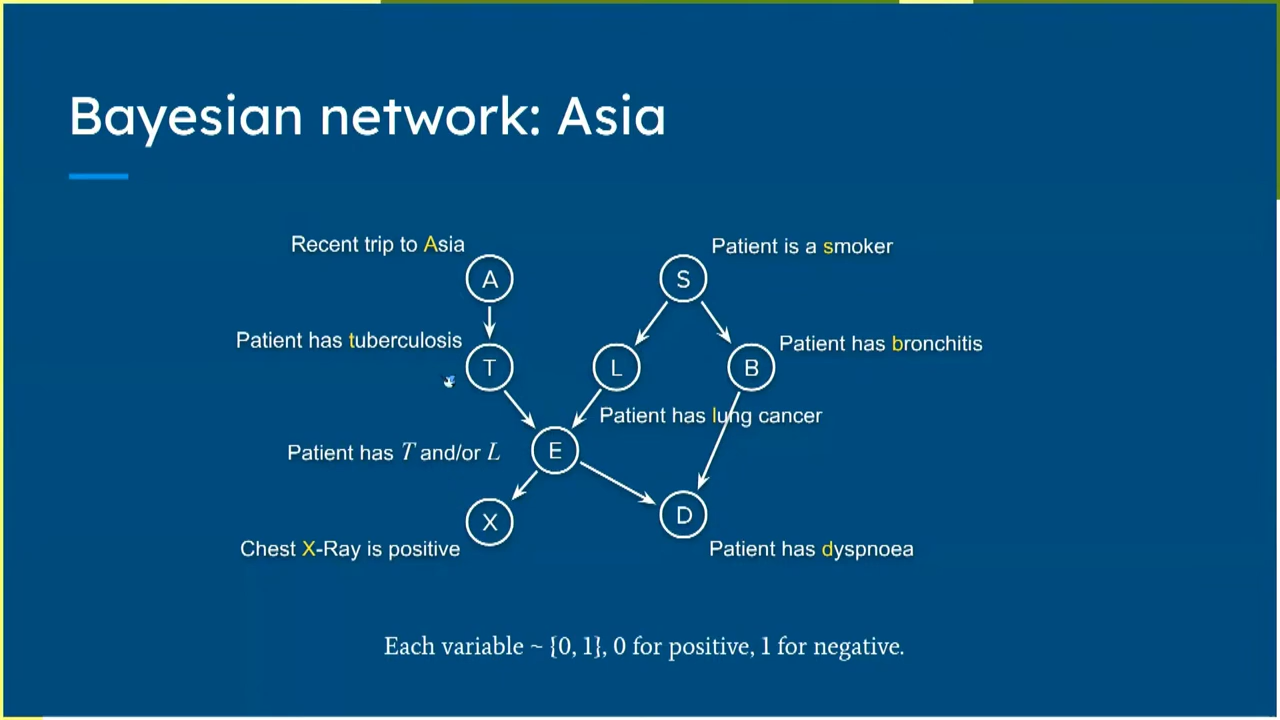 Bayesian network: Asia
Recent trip to Asia
A
S
Patient is a smoker
Patient has tuberculosis
T
L
B
Patient has bronchitis
Patient has lung cancer
Patient has T and/or L
E
X
D
Chest X-Ray is positive
Patient has dyspnoea
Each variable ~ {0, 1}, 0 for positive, 1 for negative.